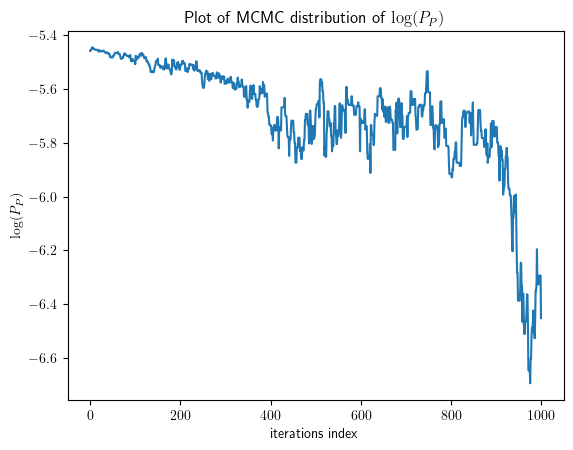 Plot of MCMC distribution of log(P_P)
−5.4
−5.6
−5.8
−6.0
−6.2
−6.4
−6.6
log(P_P)
0 200 400 600 800 1000
iterations index